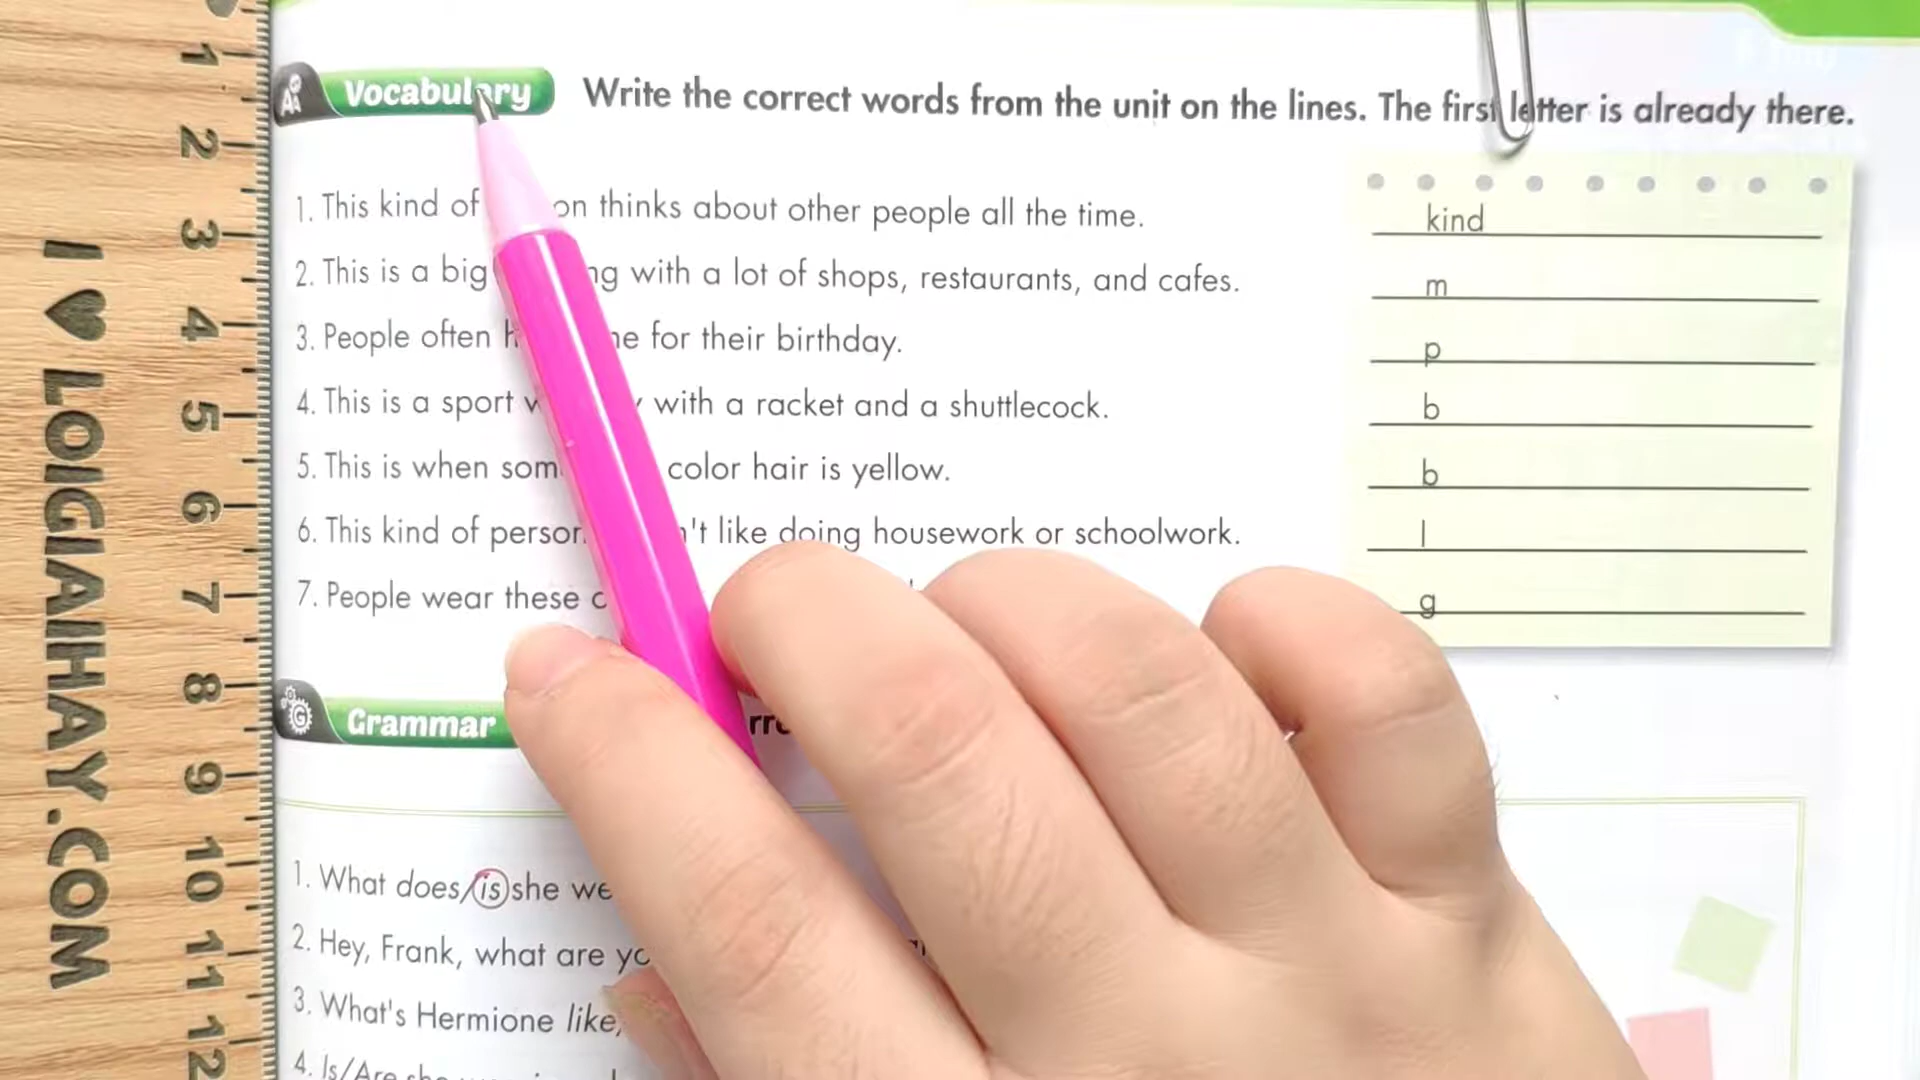 Vocabulary Write the correct words from the unit on the lines. The first letter is already there.
1. This kind of on thinks about other people all the time.
kind
2. This is a big ng with a lot of shops, restaurants, and cafes.
m
3. People often h ne for their birthday.
p
4. This is a sport w y with a racket and a shuttlecock.
b
5. This is when som color hair is yellow.
b
6. This kind of person n't like doing housework or schoolwork.
l
7. People wear these
g
Grammar
1. What does/is she we
2. Hey, Frank, what are yo
3. What's Hermione like,
4. Is/Are she
I ♥ LOIGIAIHAY.COM
1
2
3
4
5
6
7
8
9
10
11
12